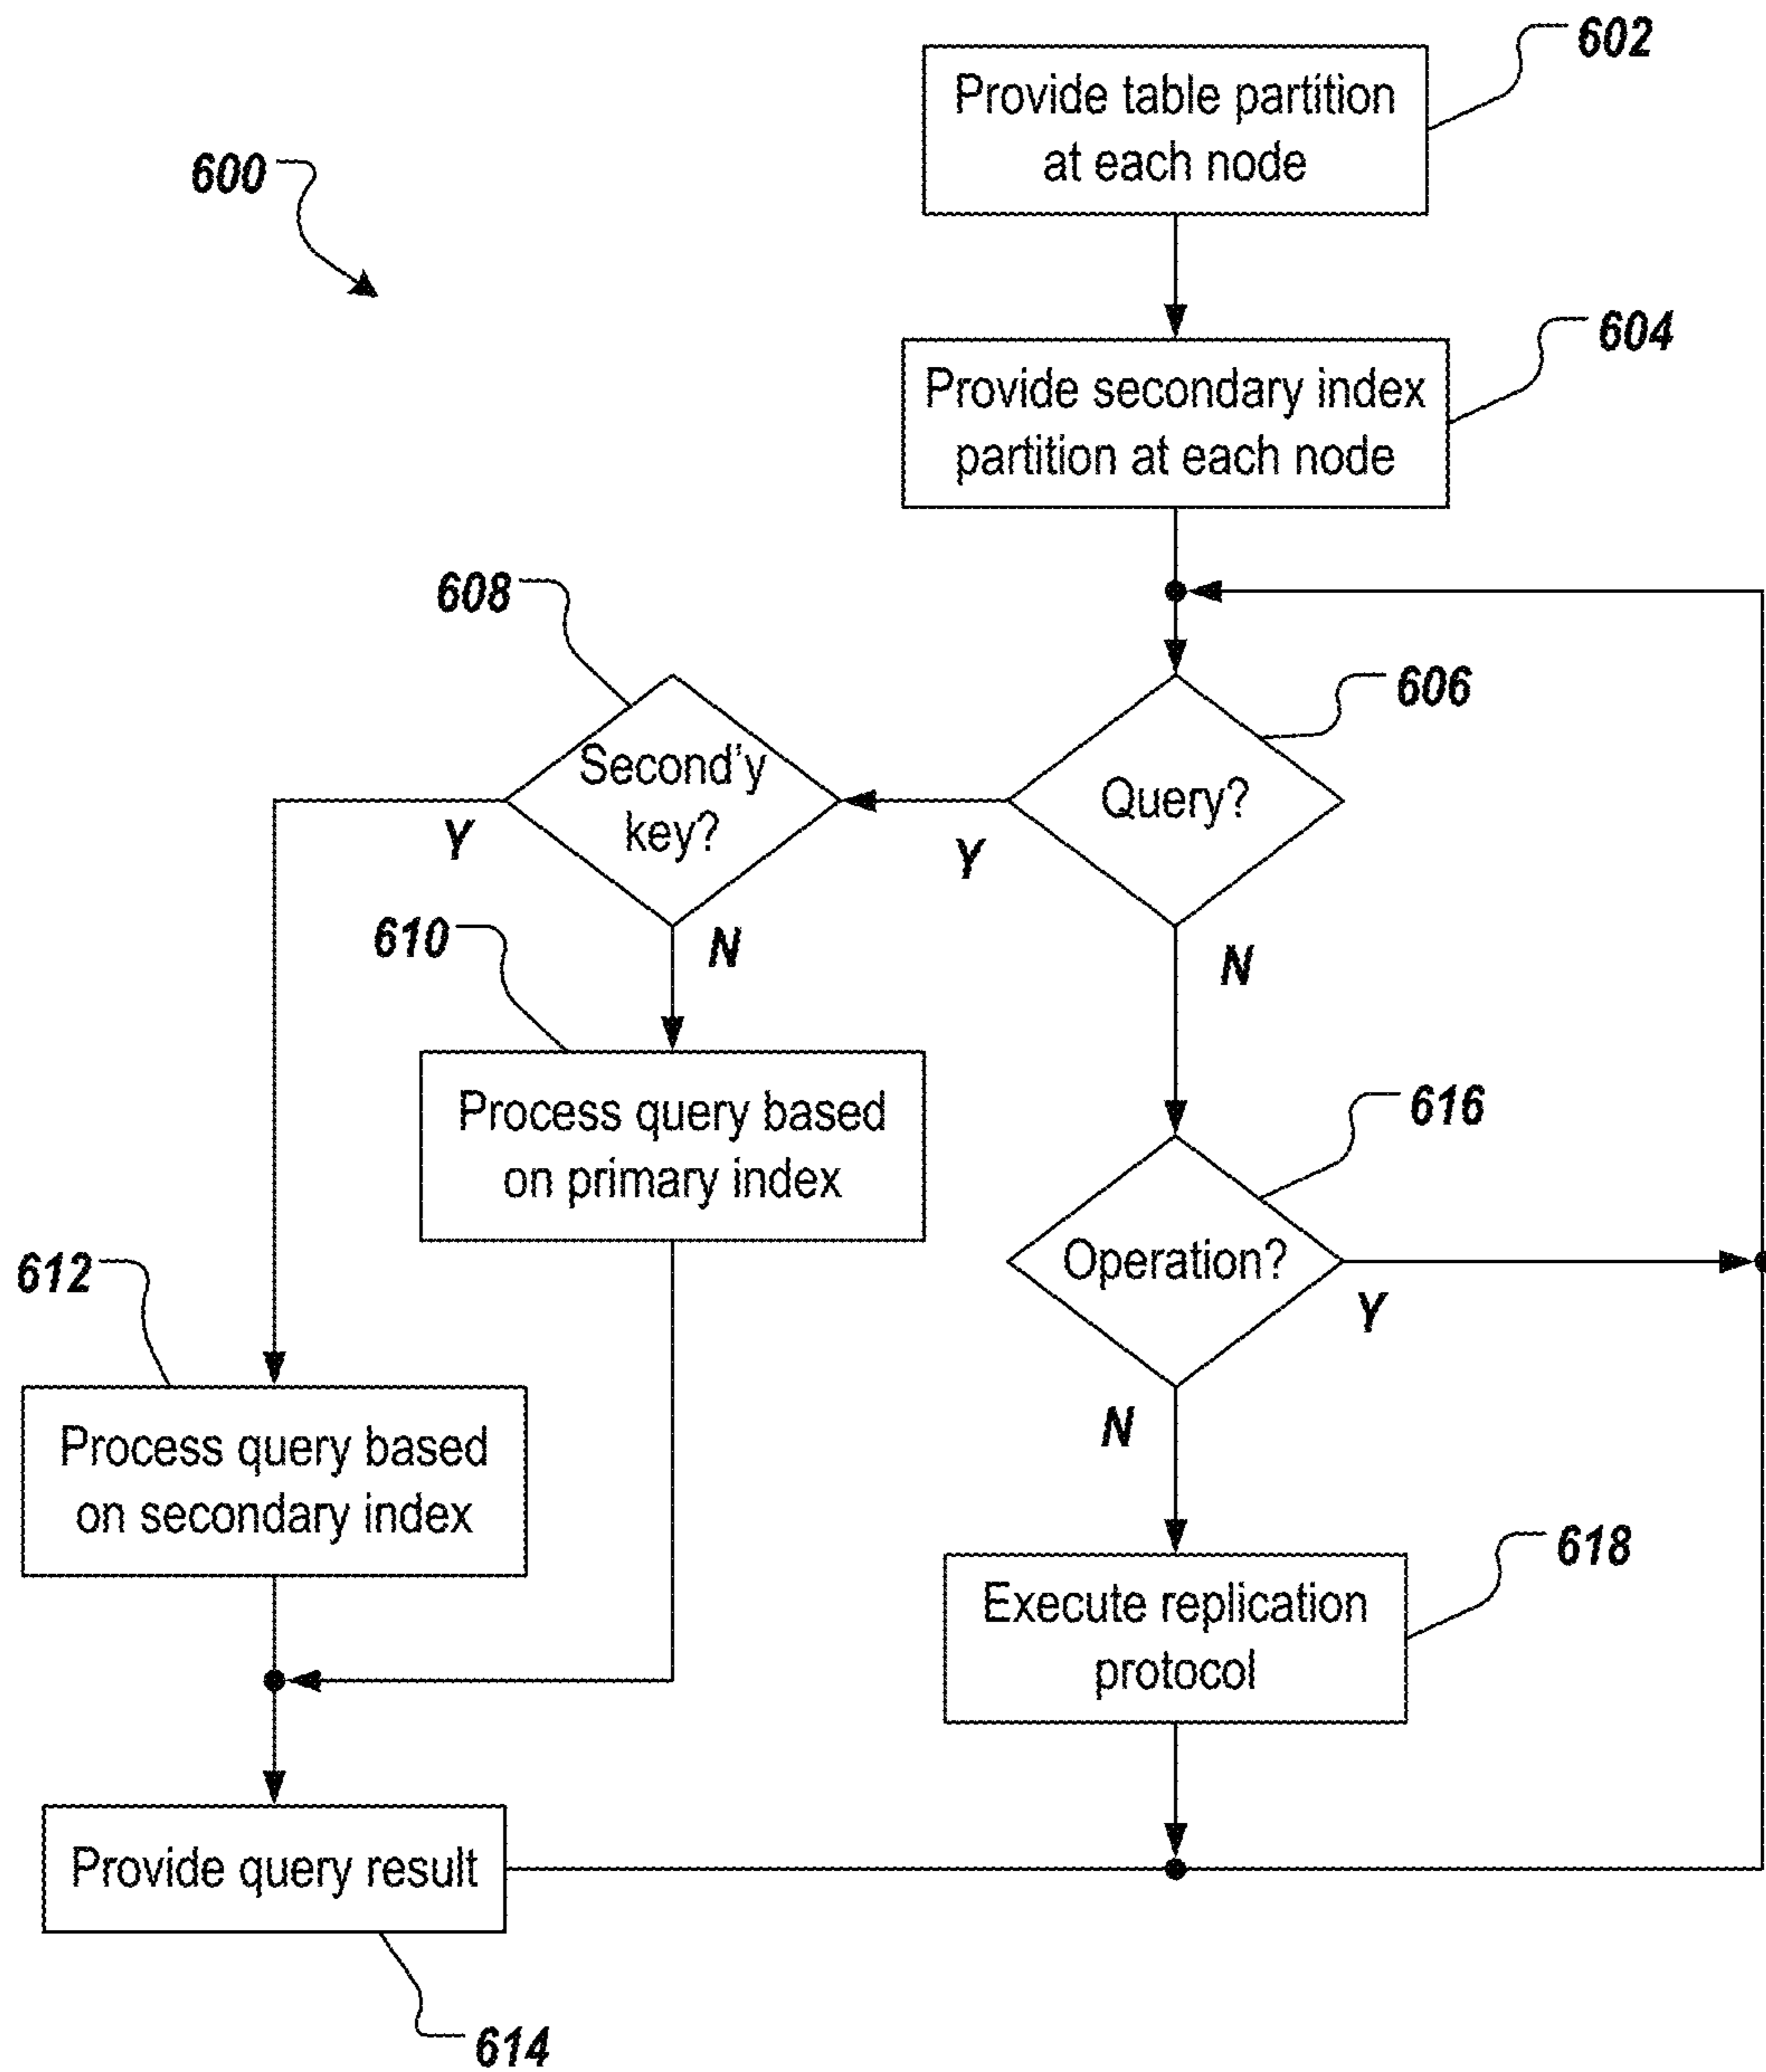 602
Provide table partition
at each node
600
604
Provide secondary index
partition at each node
608
606
Second'y
key?
Query?
Y
Y
610
N
N
616
Process query based
on primary index
612
Operation?
Y
N
Process query based
on secondary index
618
Execute replication
protocol
Provide query result
614